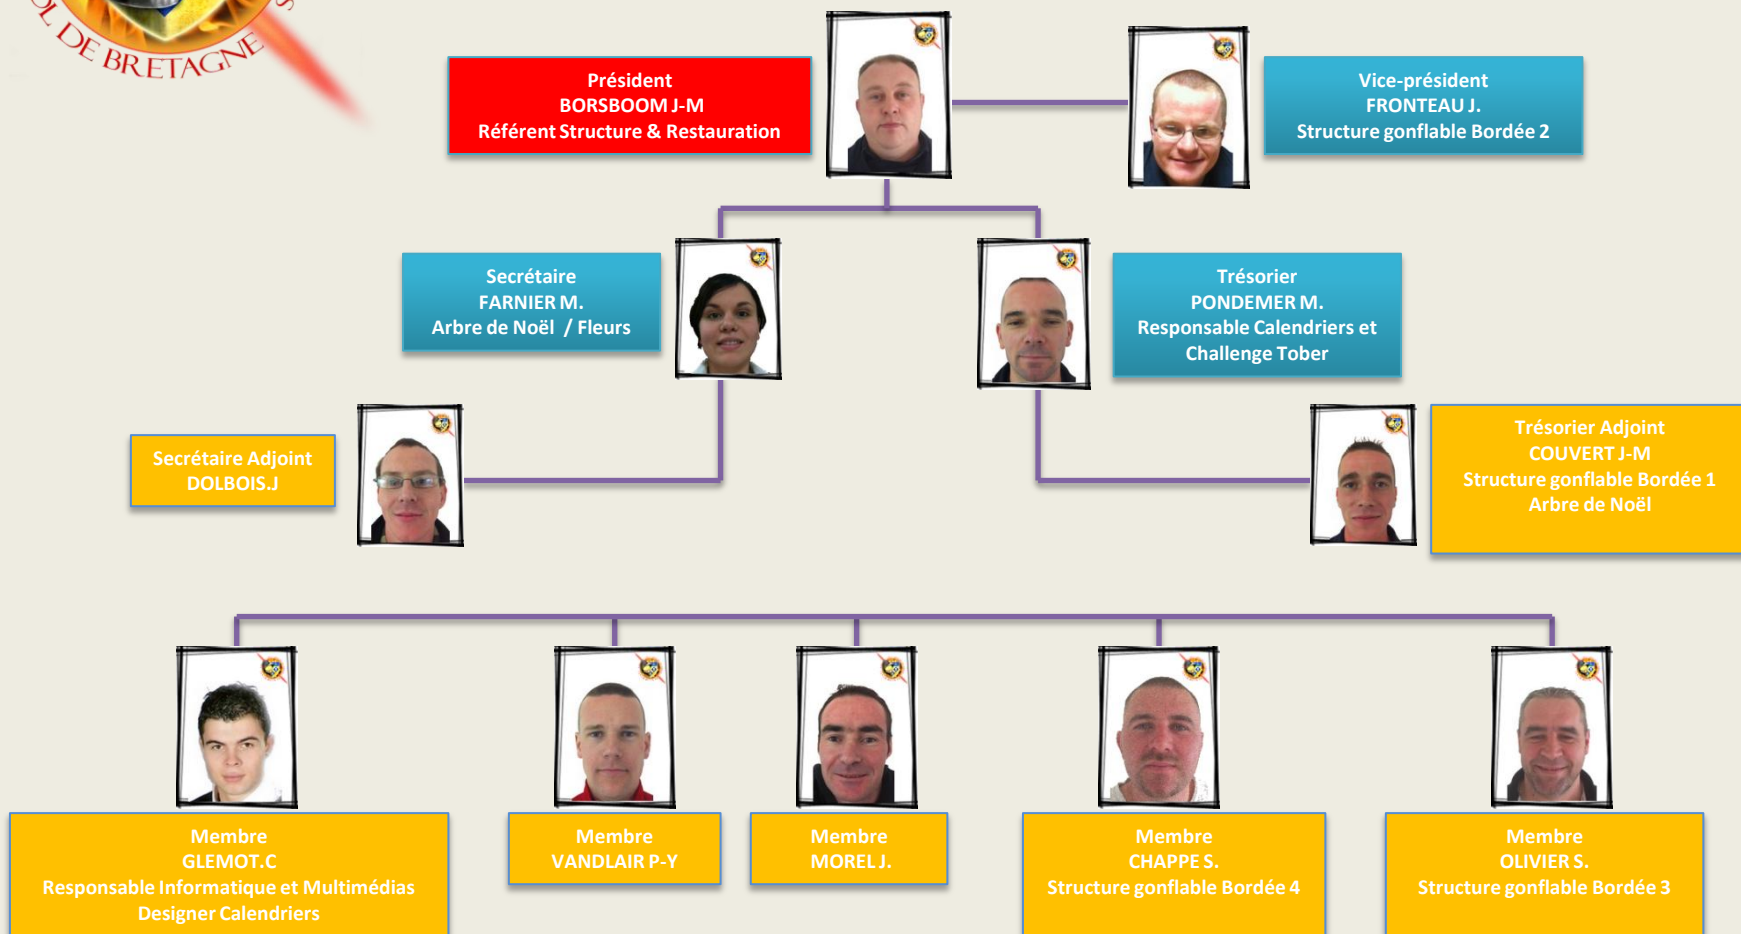 DE BRETAGNE
Président
BORSBOOM J-M
Référent Structure & Restauration
Vice-président
FRONTEAU J.
Structure gonflable Bordée 2
Secrétaire
FARNIER M.
Arbre de Noël / Fleurs
Trésorier
PONDEMER M.
Responsable Calendriers et
Challenge Tober
Secrétaire Adjoint
DOLBOIS.J
Trésorier Adjoint
COUVERT J-M
Structure gonflable Bordée 1
Arbre de Noël
Membre
GLEMOT.C
Responsable Informatique et Multimédias
Designer Calendriers
Membre
VANDLAIR P-Y
Membre
MOREL J.
Membre
CHAPPE S.
Structure gonflable Bordée 4
Membre
OLIVIER S.
Structure gonflable Bordée 3